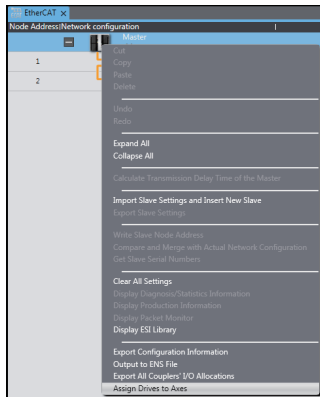 EtherCAT ×
Node Address|Network configuration
Master
1
2
Cut
Copy
Paste
Delete
Undo
Redo
Expand All
Collapse All
Calculate Transmission Delay Time of the Master
Import Slave Settings and Insert New Slave
Export Slave Settings
Write Slave Node Address
Compare and Merge with Actual Network Configuration
Get Slave Serial Numbers
Clear All Settings
Display Diagnosis/Statistics Information
Display Production Information
Display Packet Monitor
Display ESI Library
Export Configuration Information
Output to ENS File
Export All Couplers' I/O Allocations
Assign Drives to Axes